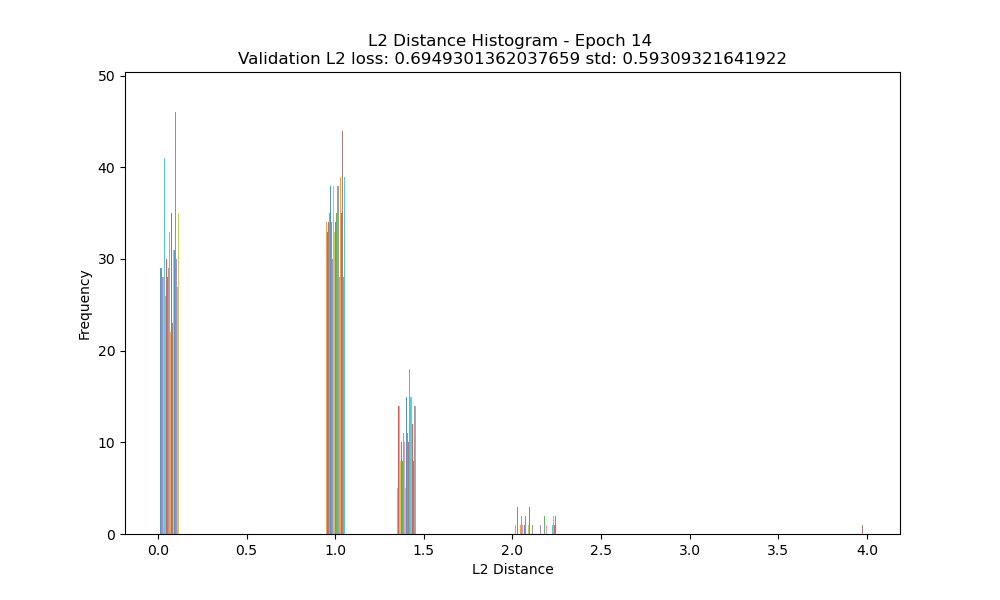 L2 Distance Histogram - Epoch 14
Validation L2 loss: 0.6949301362037659 std: 0.59309321641922
50
40
30
20
10
0
Frequency
0.0 0.5 1.0 1.5 2.0 2.5 3.0 3.5 4.0
L2 Distance